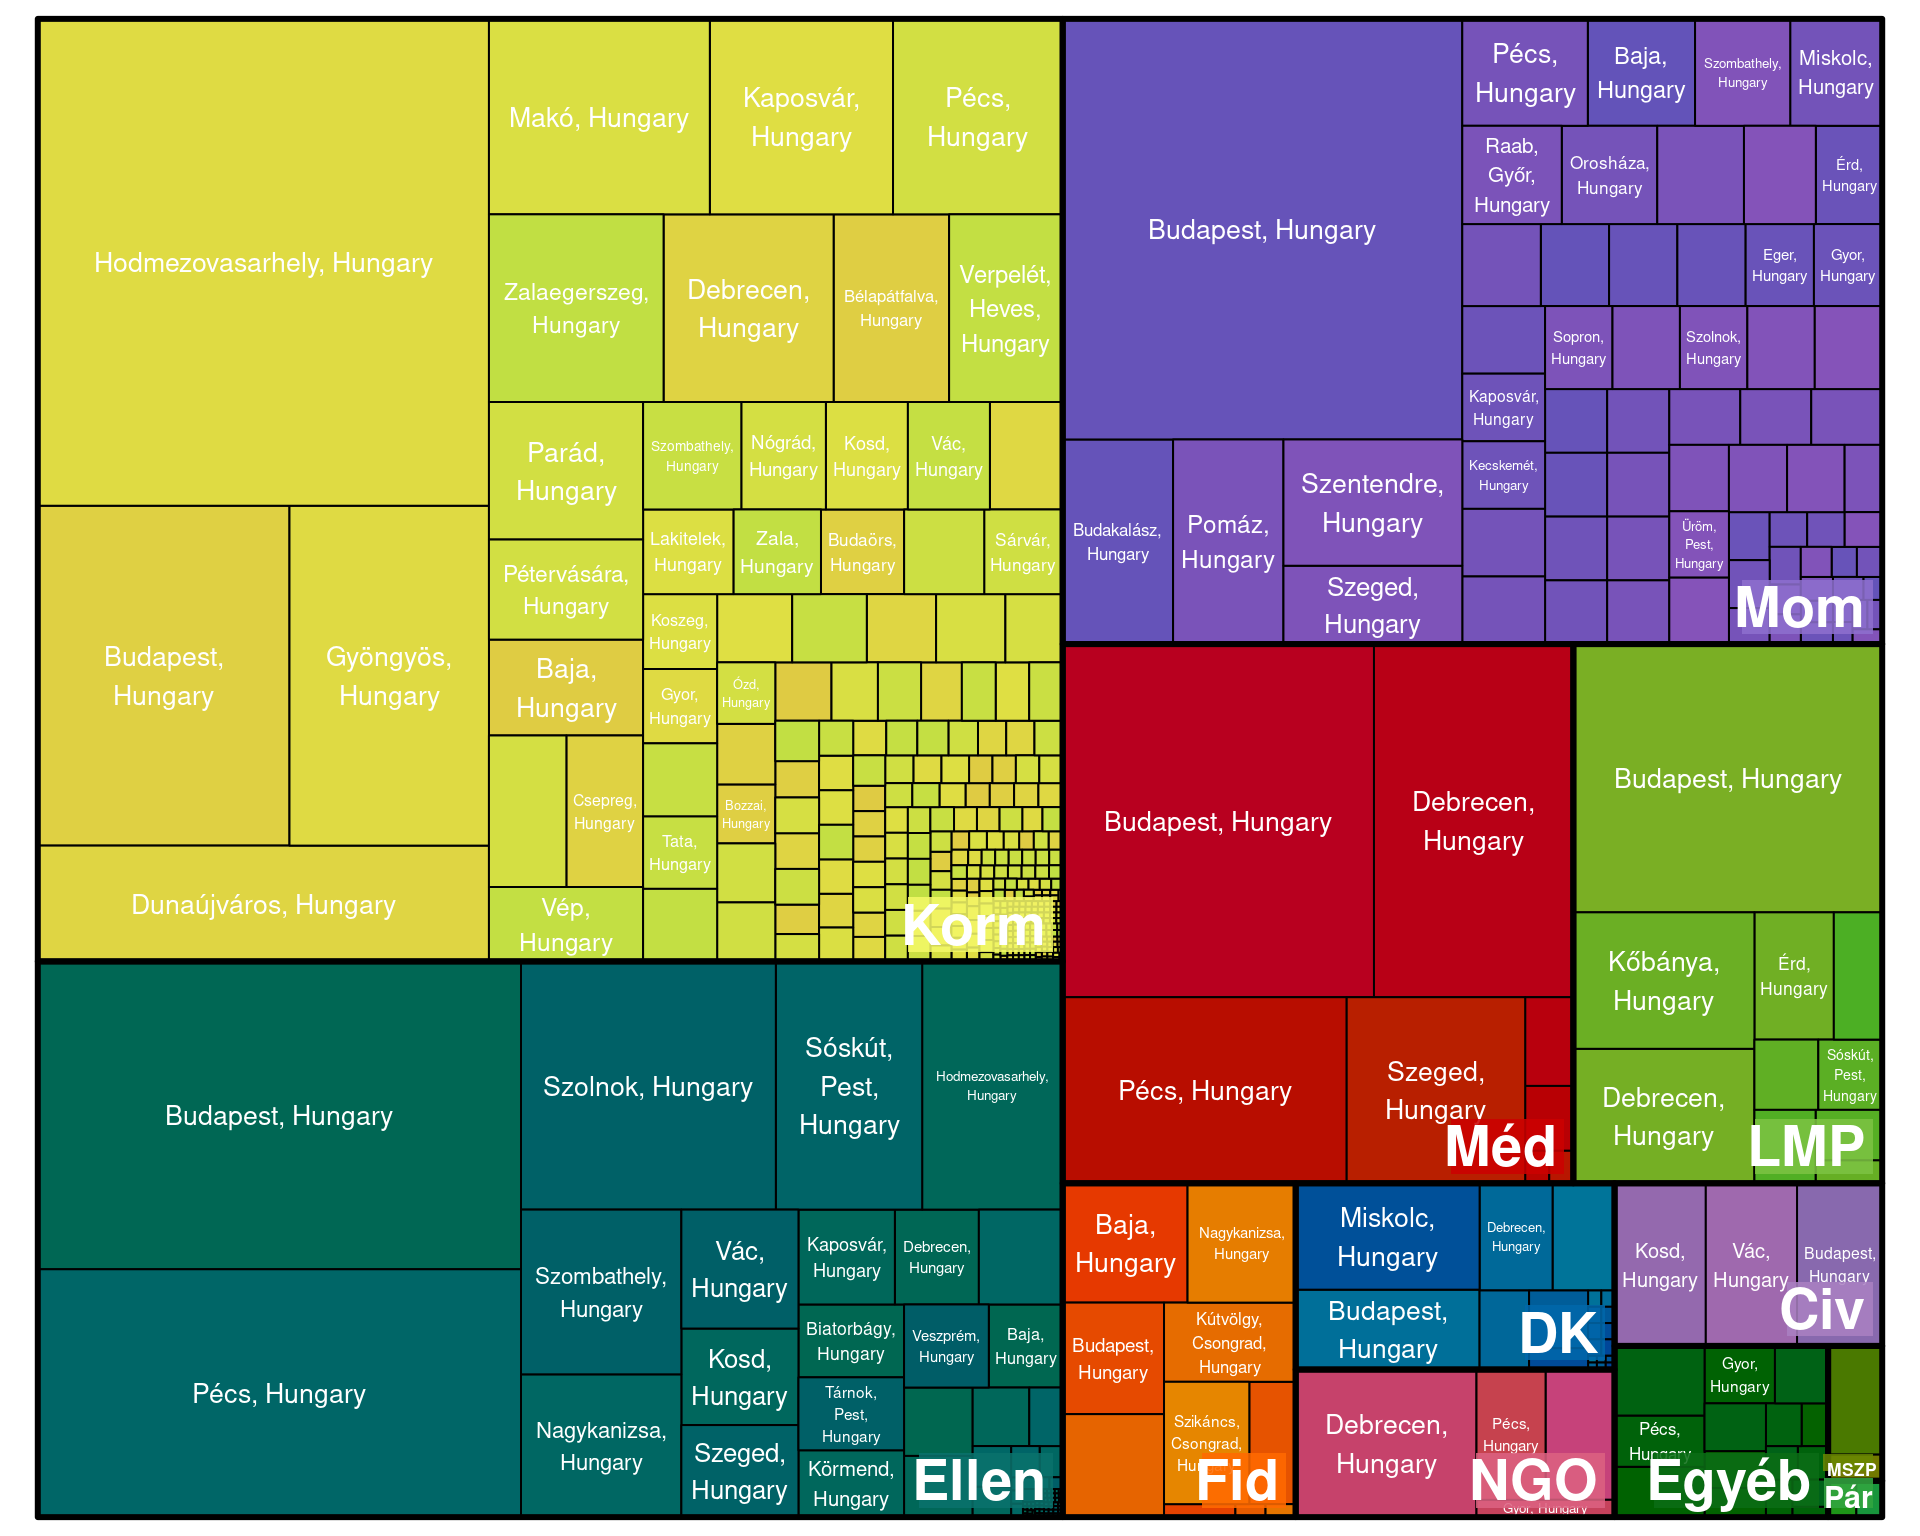 Hodmezovasarhely, Hungary
Makó, Hungary
Kaposvár,
Hungary
Pécs,
Hungary
Zalaegerszeg,
Hungary
Debrecen,
Hungary
Bélapátfalva,
Hungary
Verpelét,
Heves,
Hungary
Budapest,
Hungary
Gyöngyös,
Hungary
Dunaújváros, Hungary
Parád,
Hungary
Pétervására,
Hungary
Baja,
Hungary
Csepreg,
Hungary
Vép,
Hungary
Szombathely,
Hungary
Nógrád,
Hungary
Kosd,
Hungary
Vác,
Hungary
Lakitelek,
Hungary
Zala,
Hungary
Budaörs,
Hungary
Sárvár,
Hungary
Koszeg,
Hungary
Gyor,
Hungary
Ózd,
Hungary
Bozzai,
Hungary
Tata,
Hungary
Korm
Budapest, Hungary
Pécs,
Hungary
Baja,
Hungary
Szombathely,
Hungary
Miskolc,
Hungary
Raab,
Győr,
Hungary
Orosháza,
Hungary
Érd,
Hungary
Eger,
Hungary
Gyor,
Hungary
Sopron,
Hungary
Szolnok,
Hungary
Kaposvár,
Hungary
Kecskemét,
Hungary
Üröm,
Pest,
Hungary
Budakalász,
Hungary
Pomáz,
Hungary
Szentendre,
Hungary
Szeged,
Hungary
Mom
Budapest, Hungary
Debrecen,
Hungary
Pécs, Hungary
Szeged,
Hungary
Méd
Budapest, Hungary
Kőbánya,
Hungary
Érd,
Hungary
Debrecen,
Hungary
Sóskút,
Pest,
Hungary
LMP
Budapest, Hungary
Pécs, Hungary
Szolnok, Hungary
Sóskút,
Pest,
Hungary
Hodmezovasarhely,
Hungary
Szombathely,
Hungary
Nagykanizsa,
Hungary
Vác,
Hungary
Kosd,
Hungary
Szeged,
Hungary
Kaposvár,
Hungary
Debrecen,
Hungary
Biatorbágy,
Hungary
Veszprém,
Hungary
Baja,
Hungary
Tárnok,
Pest,
Hungary
Körmend,
Hungary
Ellen
Baja,
Hungary
Nagykanizsa,
Hungary
Budapest,
Hungary
Kútvölgy,
Csongrad,
Hungary
Szikáncs,
Csongrad,
Hungary
Fid
Miskolc,
Hungary
Debrecen,
Hungary
Budapest,
Hungary
DK
Debrecen,
Hungary
Pécs,
Hungary
Gyor, Hungary
NGO
Kosd,
Hungary
Vác,
Hungary
Budapest,
Hungary
Civ
Gyor,
Hungary
Pécs,
Hungary
Egyéb
MSZP
Pár